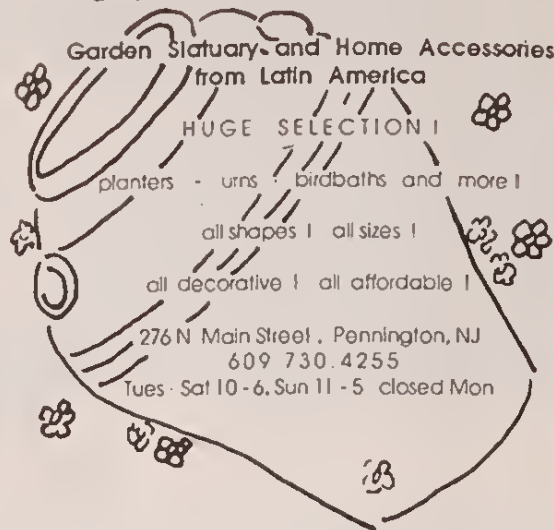 Garden Statuary and Home Accessories
from Latin America
HUGE SELECTION !
planters - urns - birdbaths and more !
all shapes ! all sizes !
all decorative ! all affordable !
276 N Main Street . Pennington, NJ
609 730.4255
Tues - Sat 10 - 6, Sun 11 - 5 closed Mon